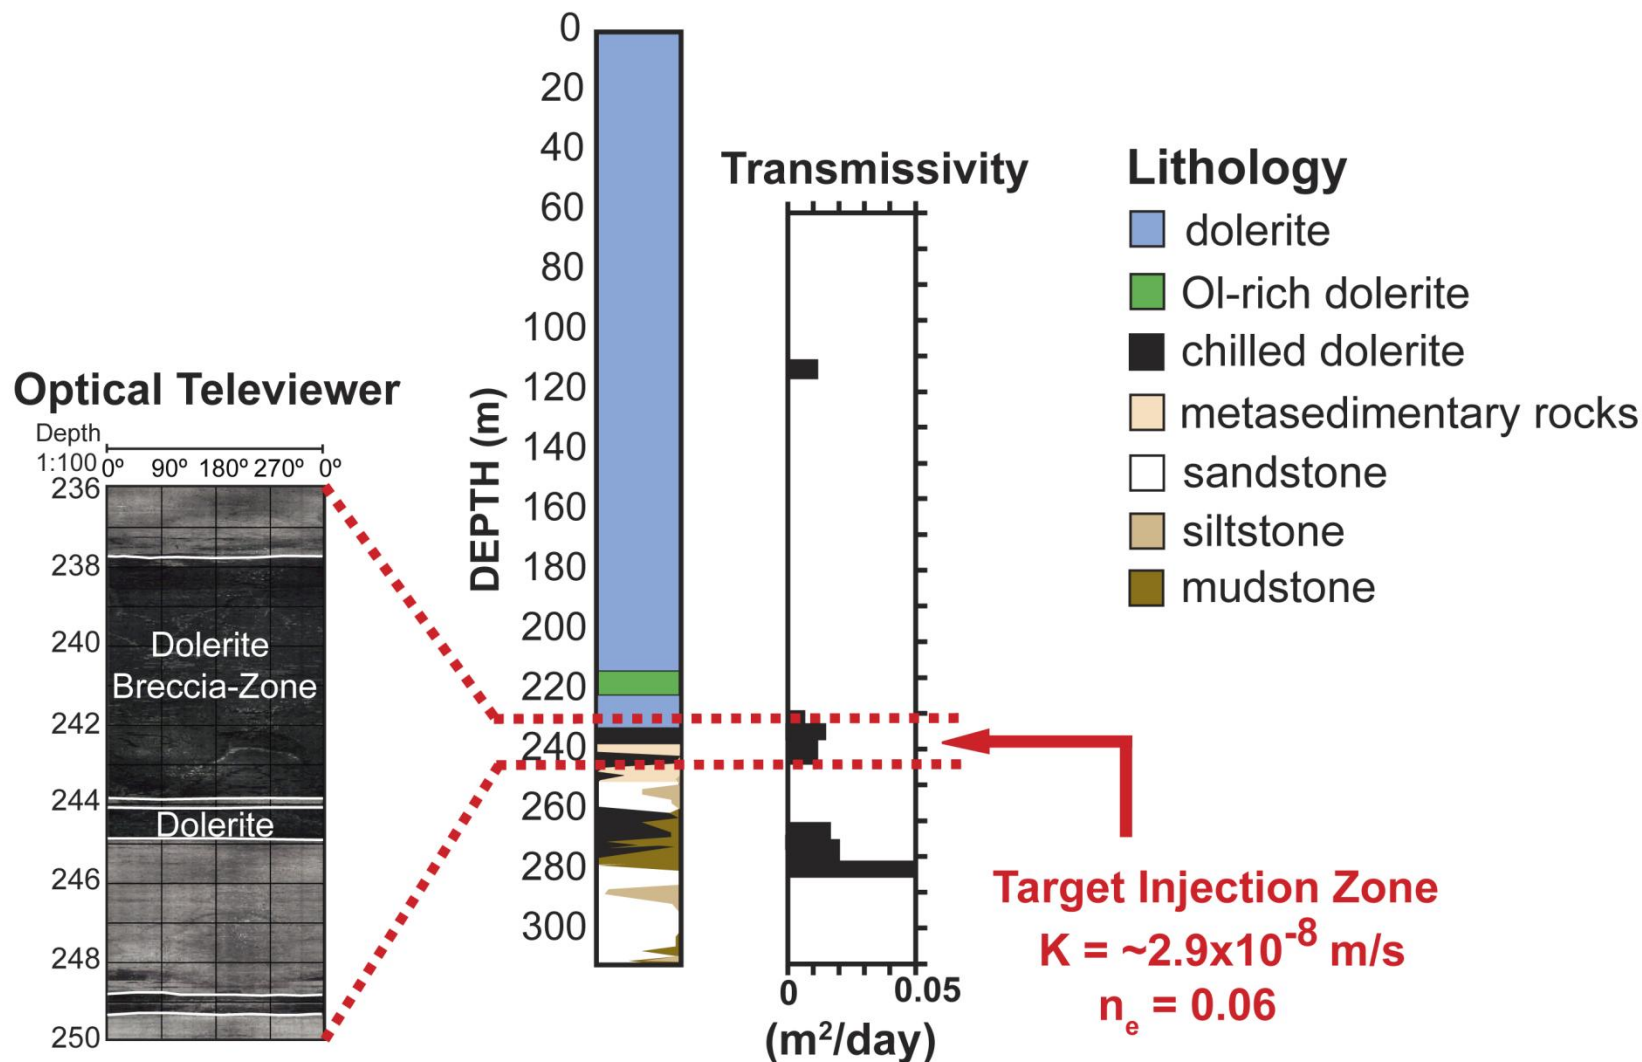 Optical Televiewer
Depth
1:100
0º 90º 180º 270º 0º
236
238
240
242
244
246
248
250
Dolerite
Breccia-Zone
Dolerite
DEPTH (m)
0
20
40
60
80
100
120
140
160
180
200
220
240
260
280
300
Transmissivity
0 0.05
(m²/day)
Lithology
dolerite
Ol-rich dolerite
chilled dolerite
metasedimentary rocks
sandstone
siltstone
mudstone
Target Injection Zone
K = ~2.9x10⁻⁸ m/s
nₑ = 0.06